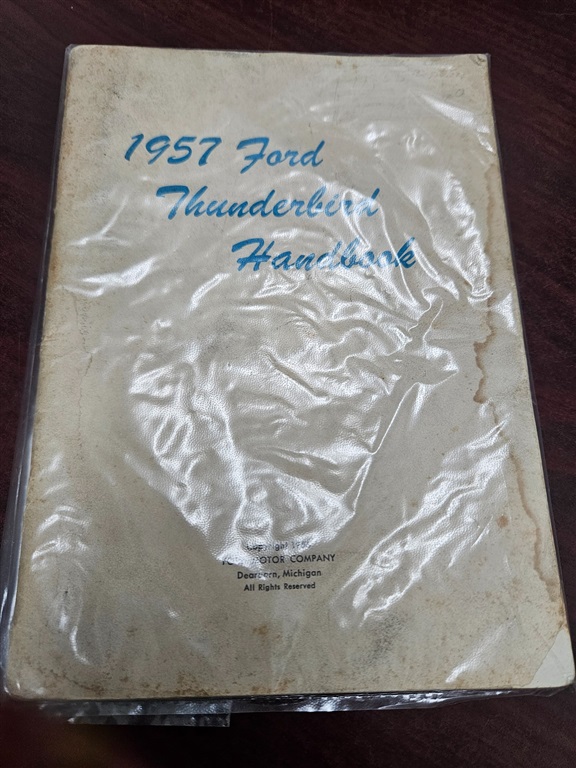 1957 Ford
Thunderbird
Handbook
Copyright
MOTOR COMPANY
Dearborn, Michigan
All Rights Reserved